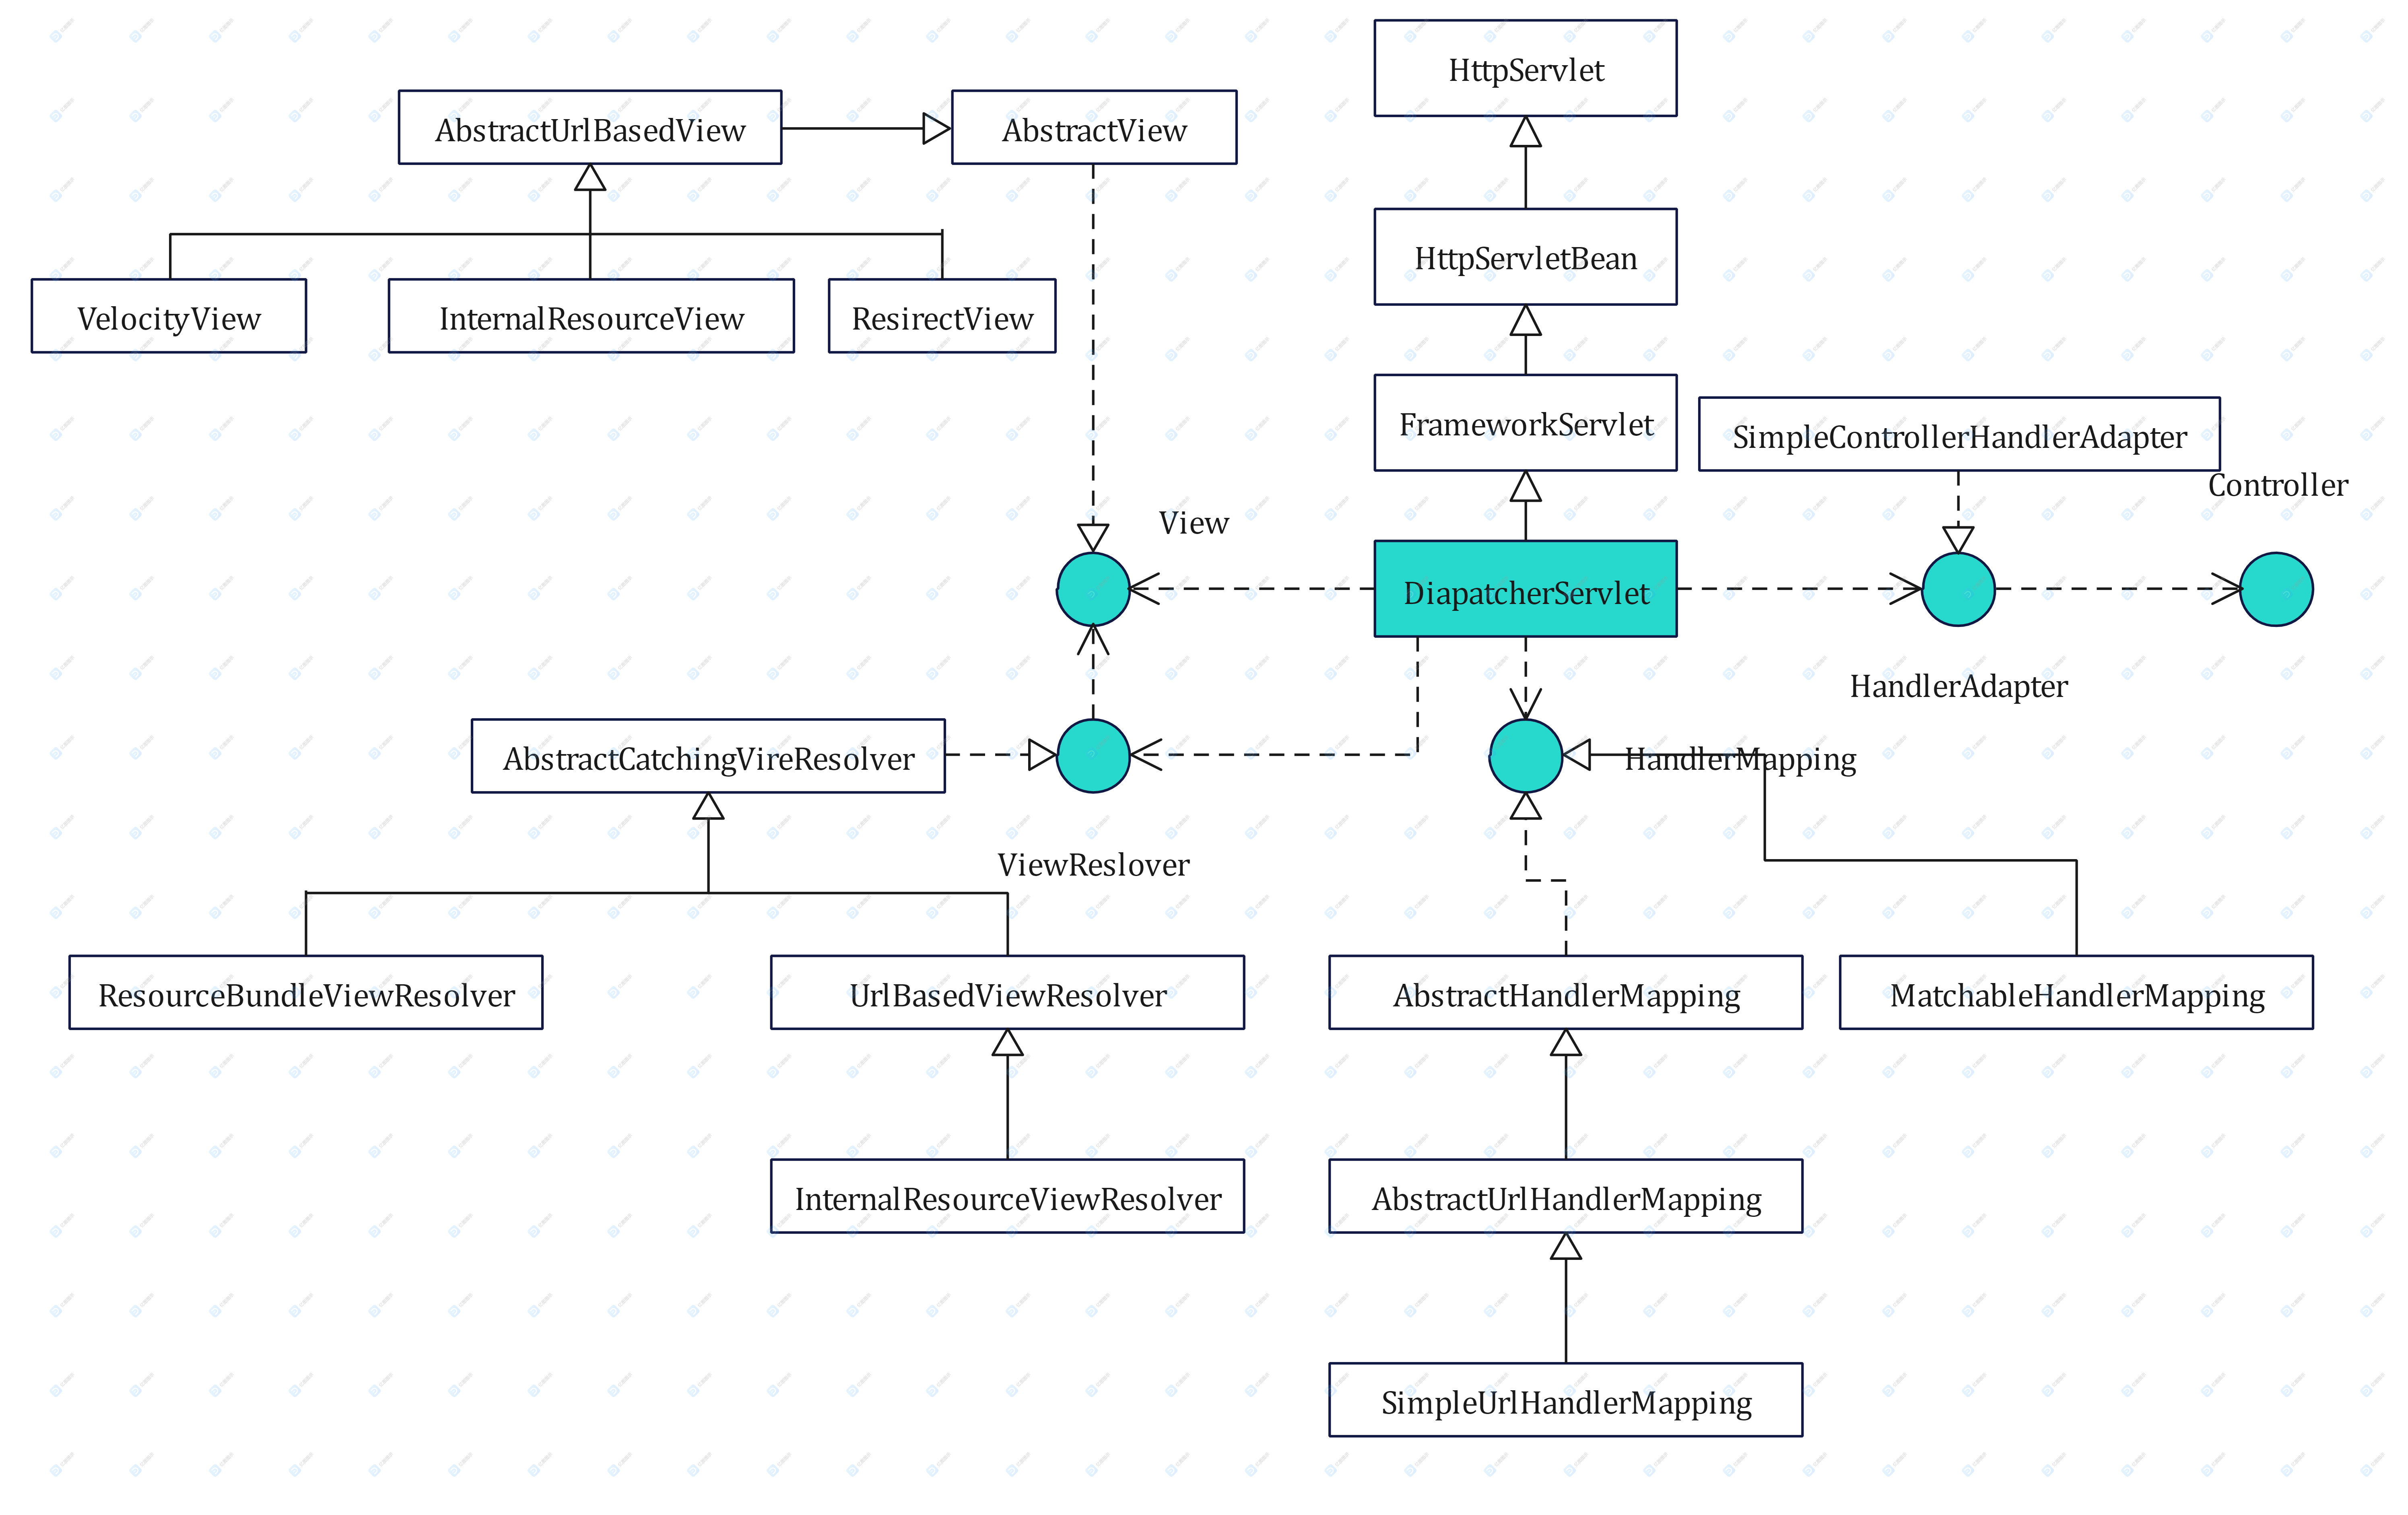 HttpServlet
AbstractUrlBasedView
AbstractView
HttpServletBean
VelocityView
InternalResourceView
ResirectView
FrameworkServlet
SimpleControllerHandlerAdapter
Controller
View
DiapatcherServlet
HandlerAdapter
AbstractCatchingVireResolver
HandlerMapping
ViewReslover
ResourceBundleViewResolver
UrlBasedViewResolver
AbstractHandlerMapping
MatchableHandlerMapping
InternalResourceViewResolver
AbstractUrlHandlerMapping
SimpleUrlHandlerMapping